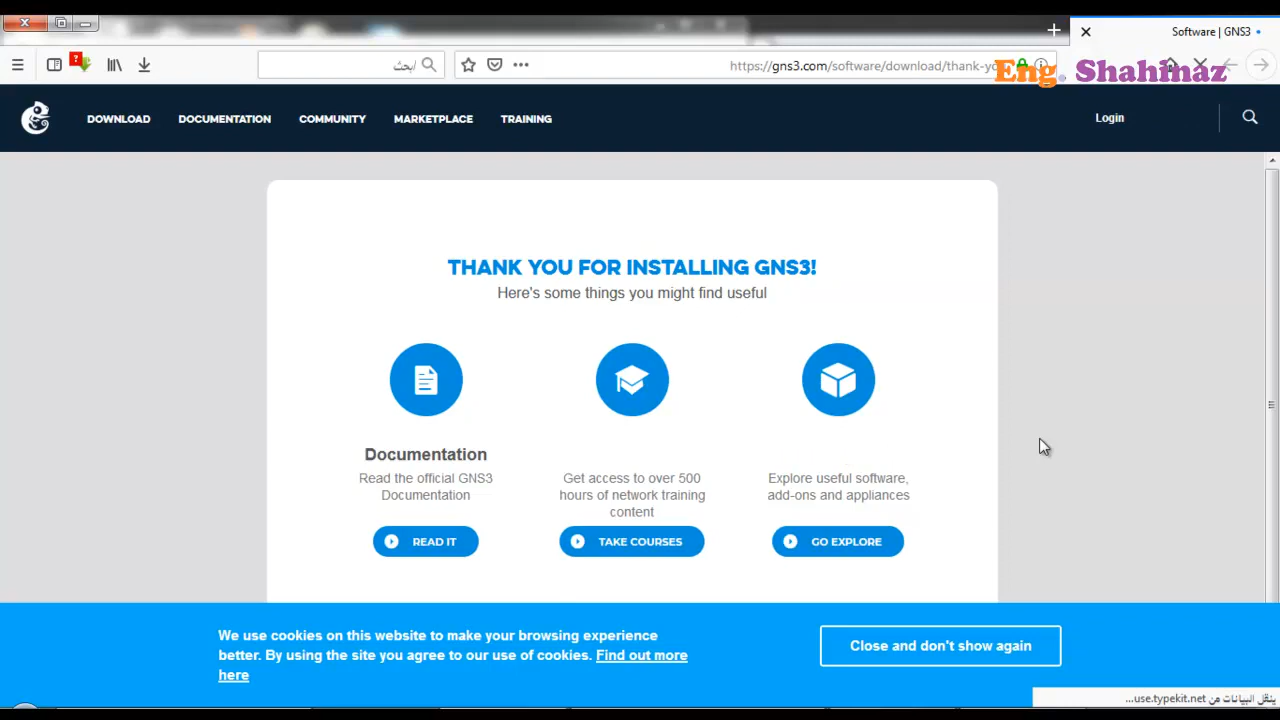 Software | GNS3
ابحث
https://gns3.com/software/download/thank-yo
Eng. Shahinaz
DOWNLOAD
DOCUMENTATION
COMMUNITY
MARKETPLACE
TRAINING
Login
THANK YOU FOR INSTALLING GNS3!
Here's some things you might find useful
Documentation
Read the official GNS3
Documentation
READ IT
Get access to over 500
hours of network training
content
TAKE COURSES
Explore useful software,
add-ons and appliances
GO EXPLORE
We use cookies on this website to make your browsing experience
better. By using the site you agree to our use of cookies. Find out more
here
Close and don't show again
ينقل البيانات من use.typekit.net...